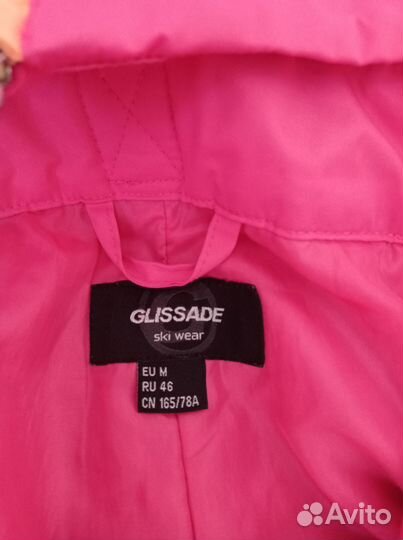 GLISSADE
ski wear
EU M
RU 46
CN 165/78A
Avito